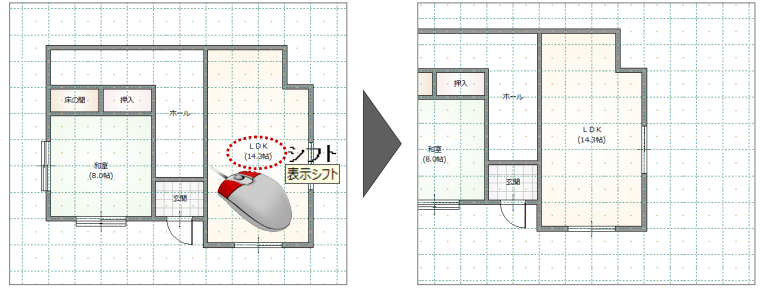 床の間
押入
ホール
LDK
(14.3帖)
シフト
表示シフト
和室
(8.0帖)
玄関
押入
ホール
LDK
(14.3帖)
和室
(8.0帖)
玄関